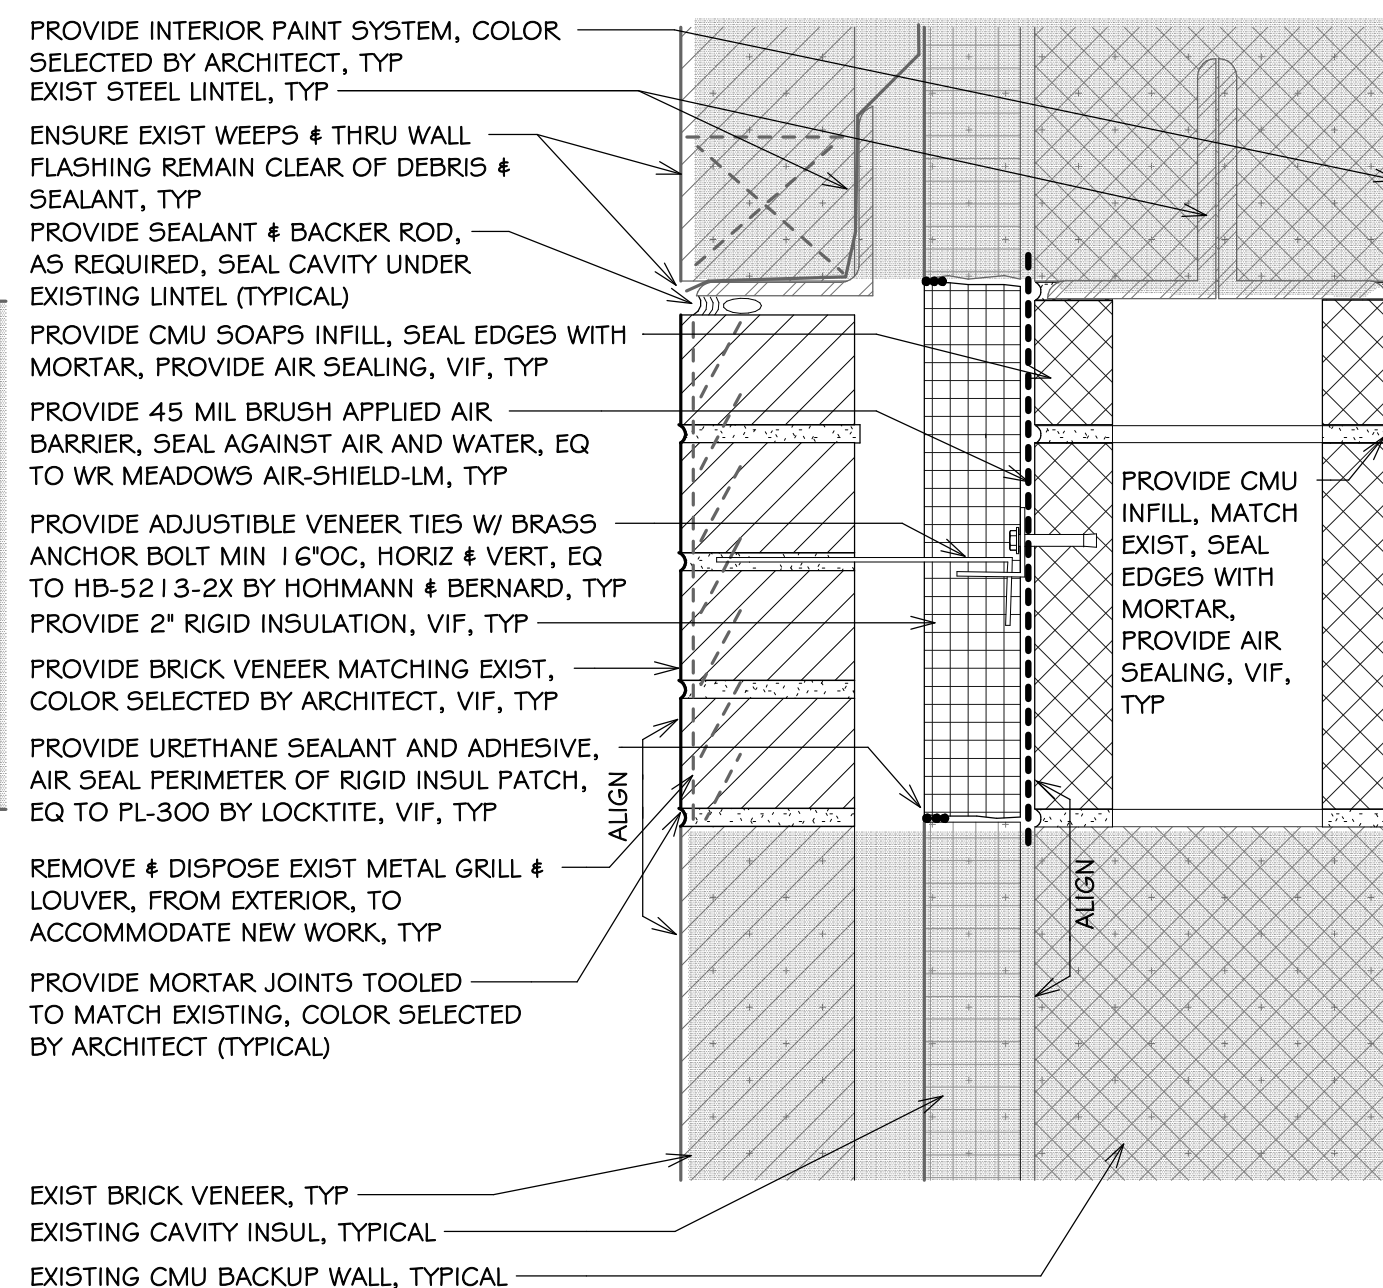 PROVIDE INTERIOR PAINT SYSTEM, COLOR
SELECTED BY ARCHITECT, TYP
EXIST STEEL LINTEL, TYP
ENSURE EXIST WEEPS & THRU WALL
FLASHING REMAIN CLEAR OF DEBRIS &
SEALANT, TYP
PROVIDE SEALANT & BACKER ROD,
AS REQUIRED, SEAL CAVITY UNDER
EXISTING LINTEL (TYPICAL)
PROVIDE CMU SOAPS INFILL, SEAL EDGES WITH
MORTAR, PROVIDE AIR SEALING, VIF, TYP
PROVIDE 45 MIL BRUSH APPLIED AIR
BARRIER, SEAL AGAINST AIR AND WATER, EQ
TO WR MEADOWS AIR-SHIELD-LM, TYP
PROVIDE ADJUSTIBLE VENEER TIES W/ BRASS
ANCHOR BOLT MIN 16"OC, HORIZ & VERT, EQ
TO HB-5213-2X BY HOHMANN & BERNARD, TYP
PROVIDE 2" RIGID INSULATION, VIF, TYP
PROVIDE BRICK VENEER MATCHING EXIST,
COLOR SELECTED BY ARCHITECT, VIF, TYP
PROVIDE URETHANE SEALANT AND ADHESIVE,
AIR SEAL PERIMETER OF RIGID INSUL PATCH,
EQ TO PL-300 BY LOCKTITE, VIF, TYP
REMOVE & DISPOSE EXIST METAL GRILL &
LOUVER, FROM EXTERIOR, TO
ACCOMMODATE NEW WORK, TYP
PROVIDE MORTAR JOINTS TOOLED
TO MATCH EXISTING, COLOR SELECTED
BY ARCHITECT (TYPICAL)
EXIST BRICK VENEER, TYP
EXISTING CAVITY INSUL, TYPICAL
EXISTING CMU BACKUP WALL, TYPICAL
ALIGN
PROVIDE CMU
INFILL, MATCH
EXIST, SEAL
EDGES WITH
MORTAR,
PROVIDE AIR
SEALING, VIF,
TYP
ALIGN